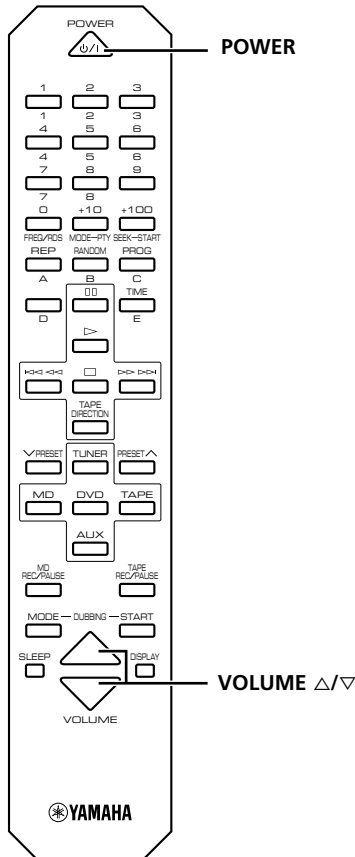 POWER
⏻/I
POWER
1 2 3
1 2 3
4 5 6
4 5 6
7 8 9
7 8
0 +10 +100
FREQ/RDS MODE—PTY SEEK—START
REP RANDOM PROG
A B C
TIME
D E
TAPE
DIRECTION
PRESET TUNER PRESET
MD DVD TAPE
AUX
MD
REC/PAUSE
TAPE
REC/PAUSE
MODE — DUBBING — START
SLEEP DISPLAY
VOLUME △/▽
VOLUME
YAMAHA